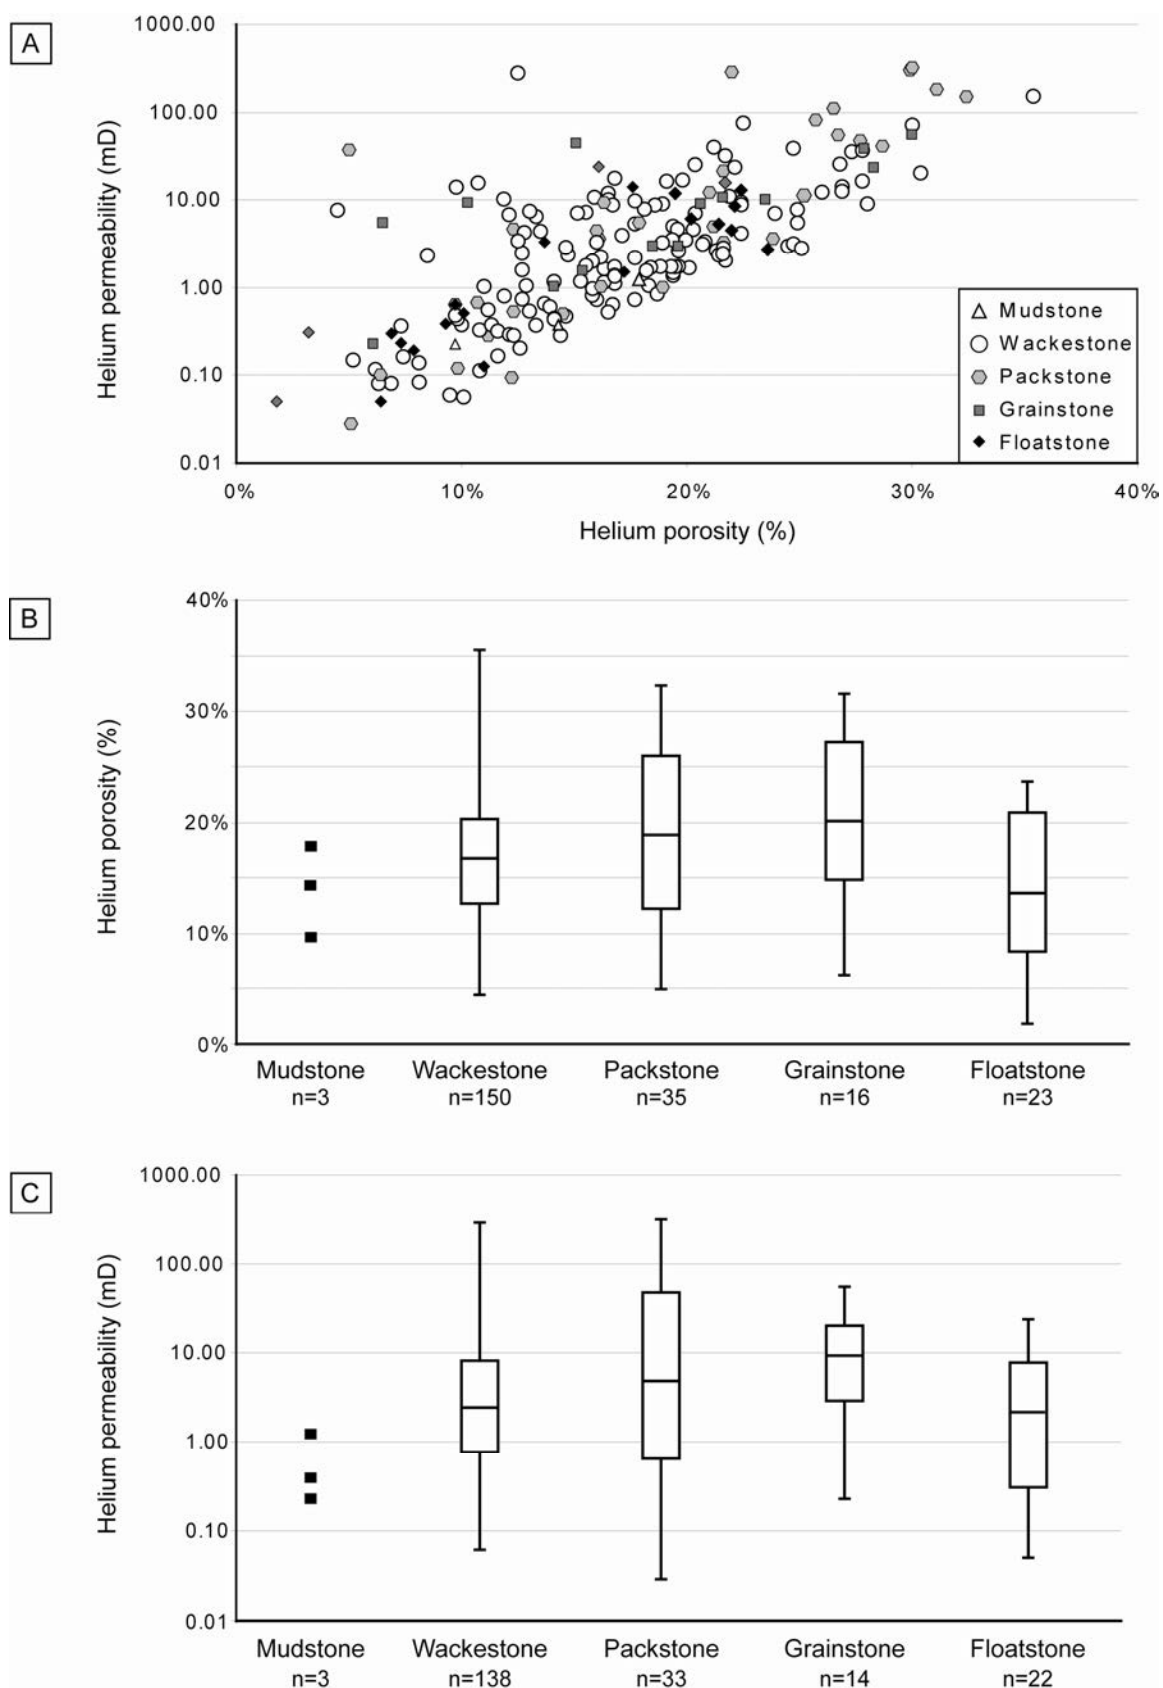 A
1000.00
100.00
10.00
1.00
0.10
0.01
Helium permeability (mD)
Mudstone
Wackestone
Packstone
Grainstone
Floatstone
0% 10% 20% 30% 40%
Helium porosity (%)
B
40%
30%
20%
10%
0%
Helium porosity (%)
Mudstone Wackestone Packstone Grainstone Floatstone
n=3 n=150 n=35 n=16 n=23
C
1000.00
100.00
10.00
1.00
0.10
0.01
Helium permeability (mD)
Mudstone Wackestone Packstone Grainstone Floatstone
n=3 n=138 n=33 n=14 n=22